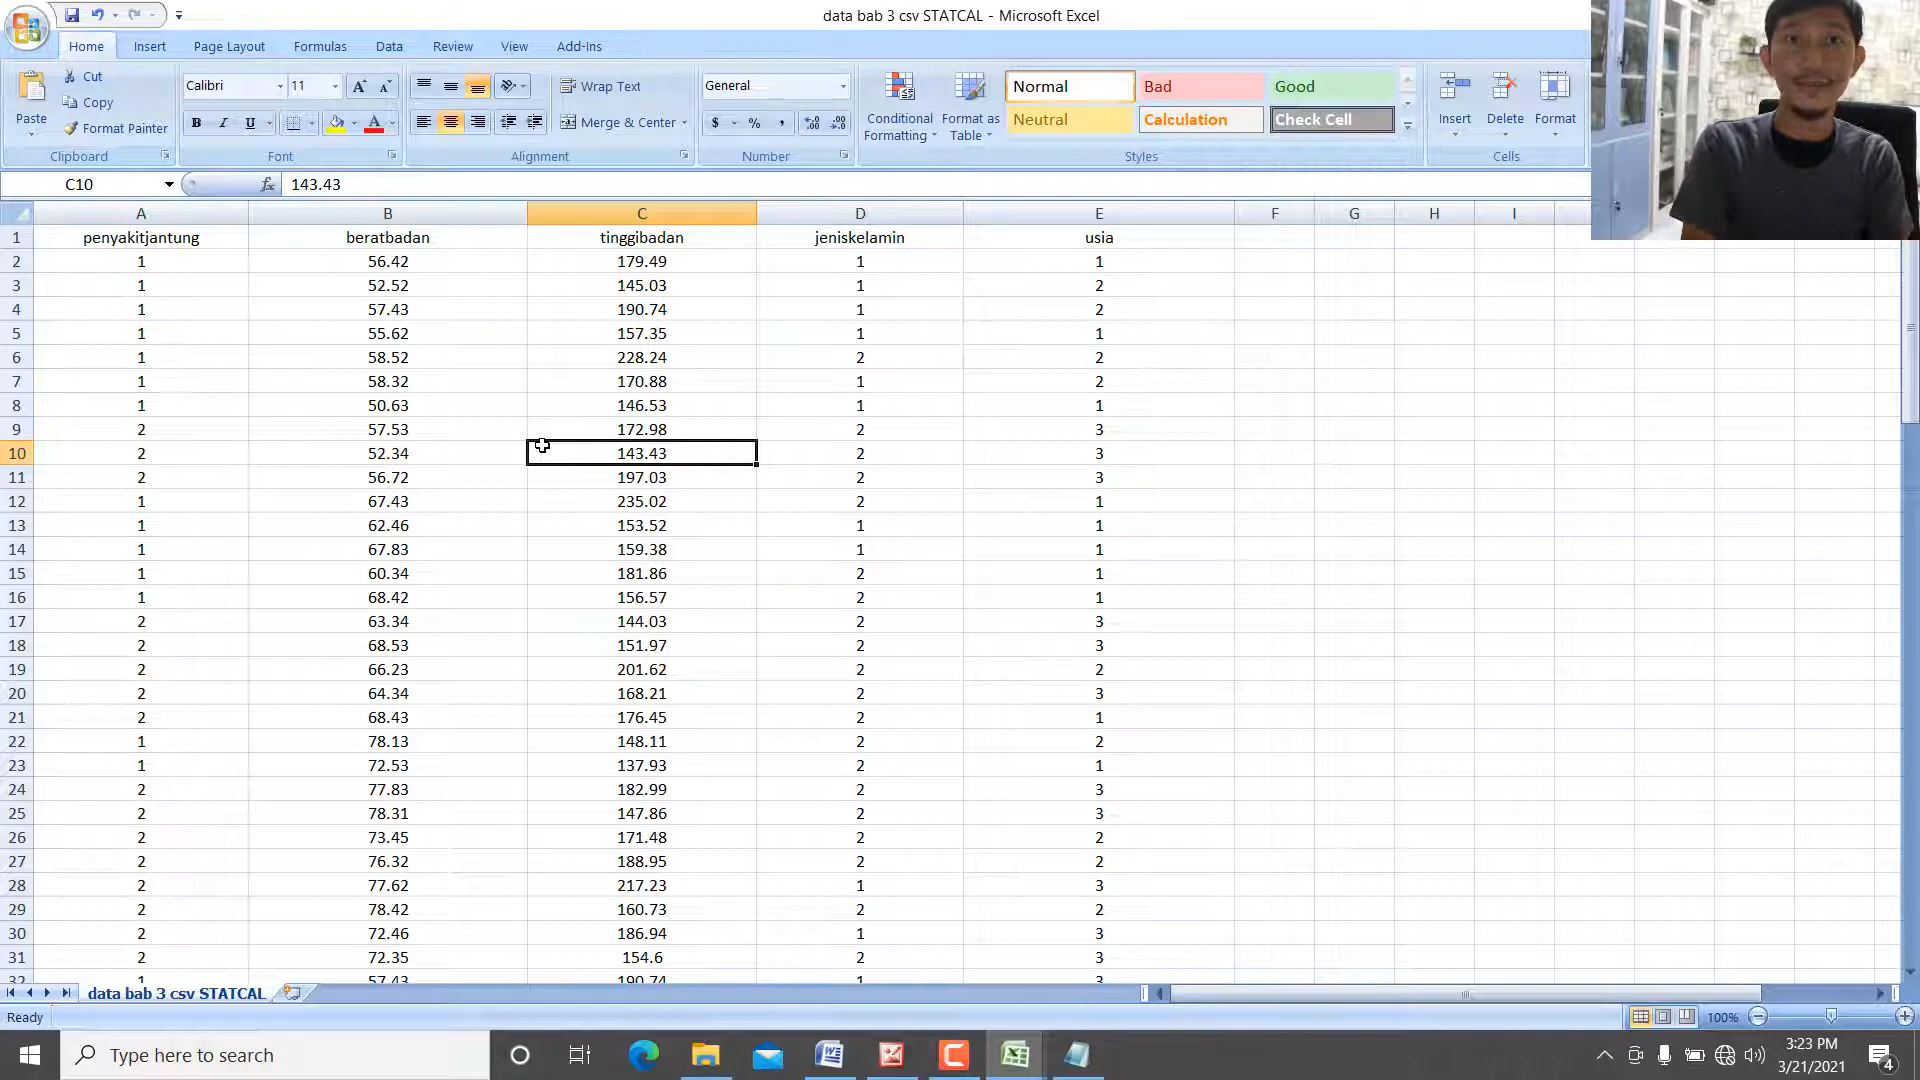 data bab 3 csv STATCAL - Microsoft Excel
Home Insert Page Layout Formulas Data Review View Add-Ins
Paste
Cut
Copy
Format Painter
Clipboard
Calibri 11
B I U
Font
Wrap Text
Merge & Center
Alignment
General
$ % ,
Number
Conditional Formatting
Format as Table
Normal Bad Good
Neutral Calculation Check Cell
Styles
Insert Delete Format
Cells
C10 fx 143.43
A B C D E F G H I
1 penyakitjantung beratbadan tinggibadan jeniskelamin usia
2 1 56.42 179.49 1 1
3 1 52.52 145.03 1 2
4 1 57.43 190.74 1 2
5 1 55.62 157.35 1 1
6 1 58.52 228.24 2 2
7 1 58.32 170.88 1 2
8 1 50.63 146.53 1 1
9 2 57.53 172.98 2 3
10 2 52.34 143.43 2 3
11 2 56.72 197.03 2 3
12 1 67.43 235.02 2 1
13 1 62.46 153.52 1 1
14 1 67.83 159.38 1 1
15 1 60.34 181.86 2 1
16 1 68.42 156.57 2 1
17 2 63.34 144.03 2 3
18 2 68.53 151.97 2 3
19 2 66.23 201.62 2 2
20 2 64.34 168.21 2 3
21 2 68.43 176.45 2 1
22 1 78.13 148.11 2 2
23 1 72.53 137.93 2 1
24 2 77.83 182.99 2 3
25 2 78.31 147.86 2 3
26 2 73.45 171.48 2 2
27 2 76.32 188.95 2 2
28 2 77.62 217.23 1 3
29 2 78.42 160.73 2 2
30 2 72.46 186.94 1 3
31 2 72.35 154.6 2 3
32 1 57.43 190.74 1 3
data bab 3 csv STATCAL
Ready 100%
Type here to search
3:23 PM
3/21/2021
4